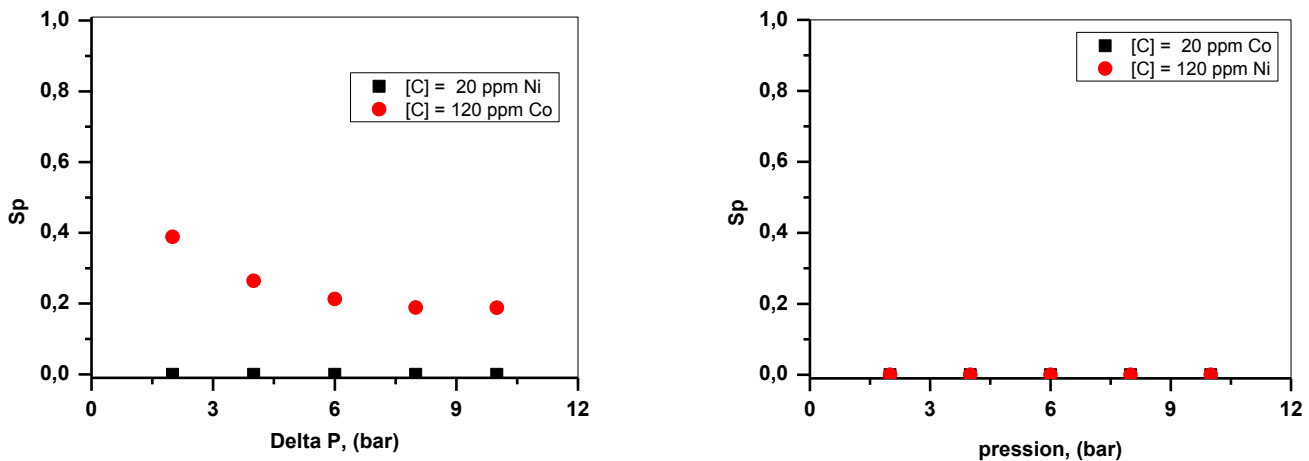 1,0
0,8
0,6
0,4
0,2
0,0
Sp
[C] =  20 ppm Ni
[C] = 120 ppm Co
0 3 6 9 12
Delta P, (bar)
1,0
0,8
0,6
0,4
0,2
0,0
Sp
[C] =  20 ppm Co
[C] = 120 ppm Ni
0 3 6 9 12
pression, (bar)